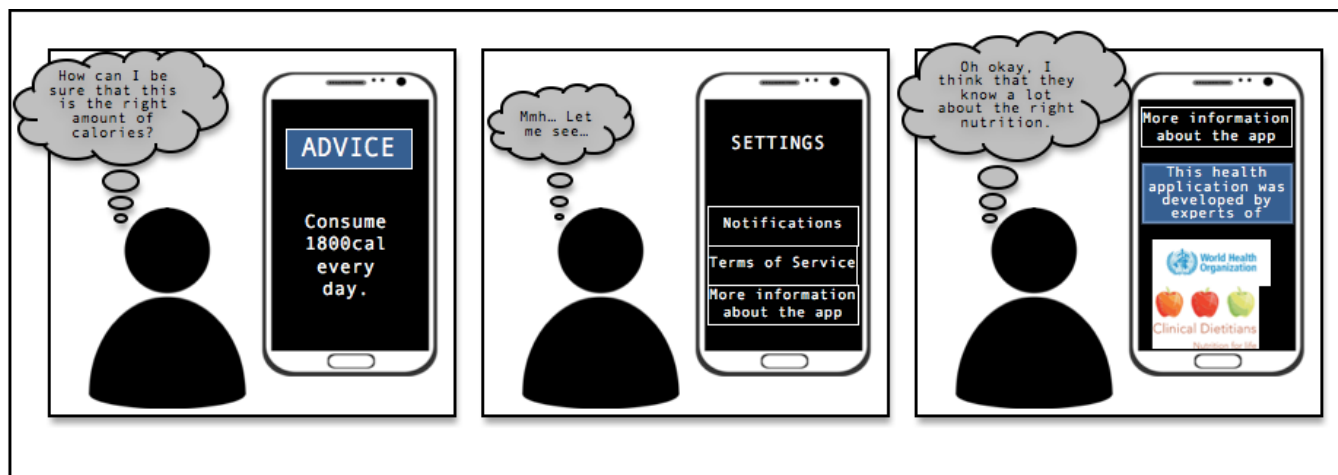 How can I be
sure that this
is the right
amount of
calories?
ADVICE
Consume
1800cal
every
day.
Mmh… Let
me see…
SETTINGS
Notifications
Terms of Service
More information
about the app
Oh okay, I
think that they
know a lot
about the right
nutrition.
More information
about the app
This health
application was
developed by
experts of
World Health
Organization
Clinical Dietitians
Nutrition for life